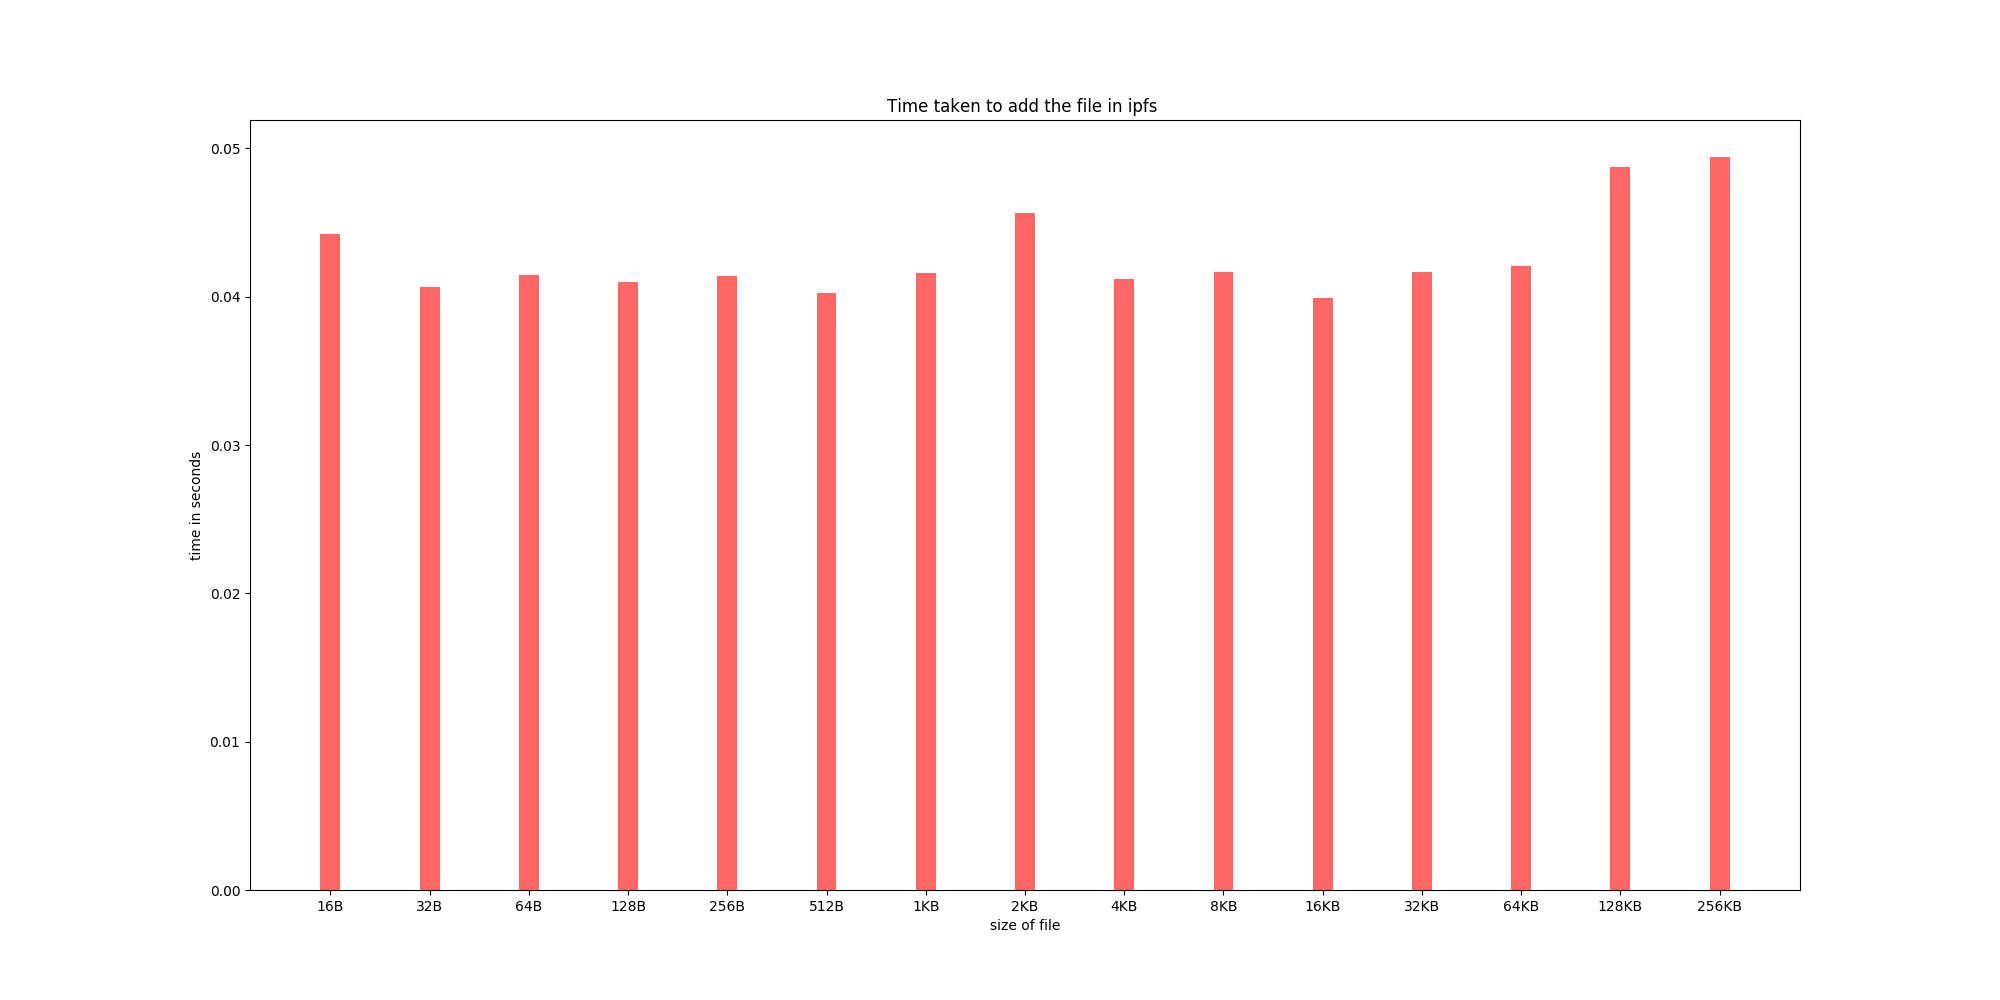 Time taken to add the file in ipfs
0.05
0.04
0.03
0.02
0.01
0.00
time in seconds
16B 32B 64B 128B 256B 512B 1KB 2KB 4KB 8KB 16KB 32KB 64KB 128KB 256KB
size of file